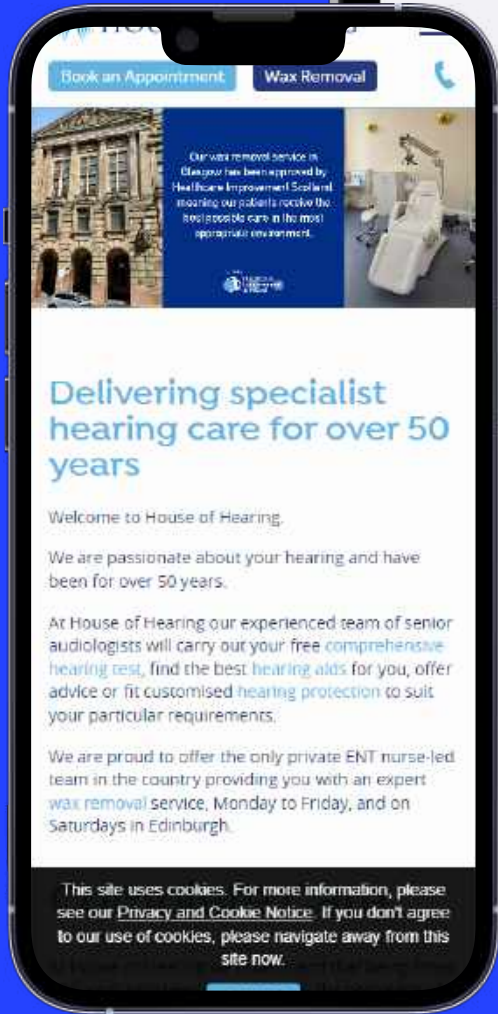 Book an Appointment
Wax Removal
Our wax removal service in
Glasgow has been approved by
Healthcare Improvement Scotland
meaning our patients receive the
best possible care in the most
appropriate environment.
Delivering specialist
hearing care for over 50
years
Welcome to House of Hearing.
We are passionate about your hearing and have
been for over 50 years.
At House of Hearing our experienced team of senior
audiologists will carry out your free comprehensive
hearing test, find the best hearing aids for you, offer
advice or fit customised hearing protection to suit
your particular requirements.
We are proud to offer the only private ENT nurse-led
team in the country providing you with an expert
wax removal service, Monday to Friday, and on
Saturdays in Edinburgh.
This site uses cookies. For more information, please
see our Privacy and Cookie Notice. If you don't agree
to our use of cookies, please navigate away from this
site now.